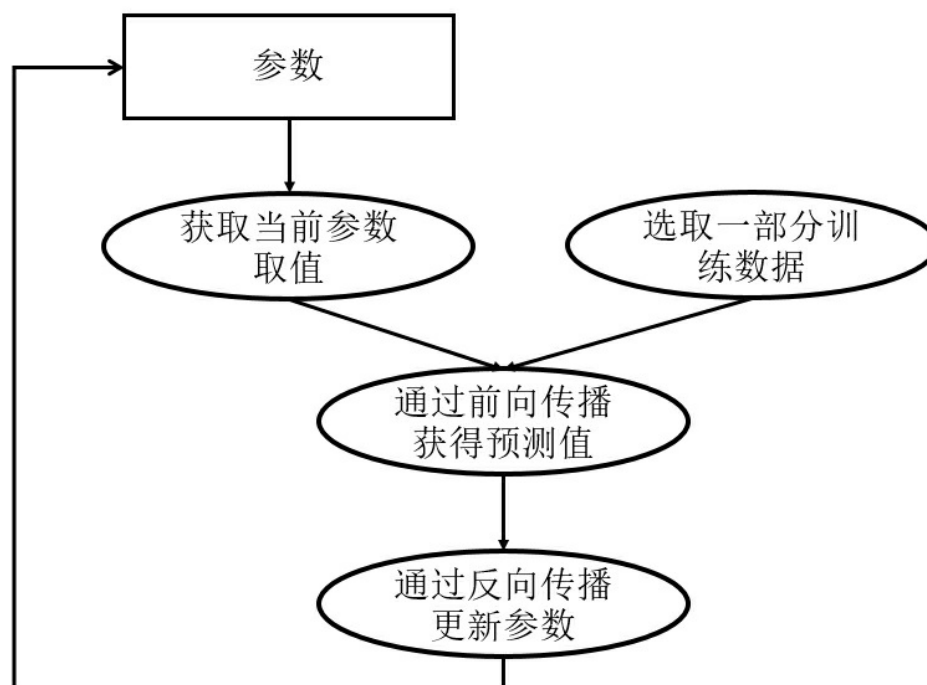 参数
获取当前参数
取值
选取一部分训
练数据
通过前向传播
获得预测值
通过反向传播
更新参数